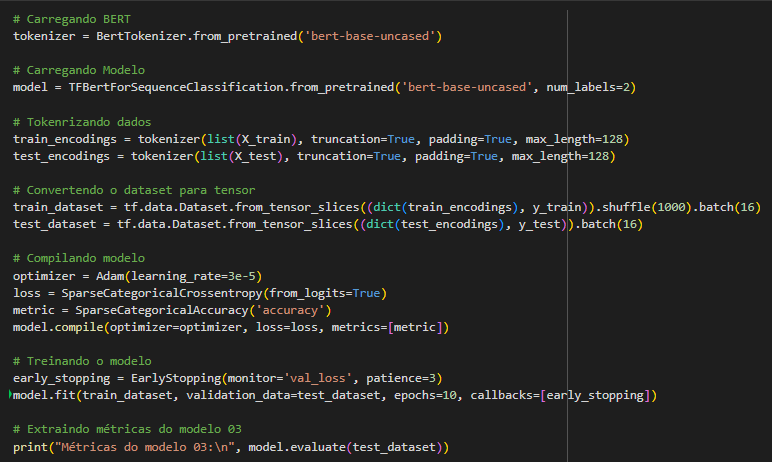 # Carregando BERT
tokenizer = BertTokenizer.from_pretrained('bert-base-uncased')
# Carregando Modelo
model = TFBertForSequenceClassification.from_pretrained('bert-base-uncased', num_labels=2)
# Tokenrizando dados
train_encodings = tokenizer(list(X_train), truncation=True, padding=True, max_length=128)
test_encodings = tokenizer(list(X_test), truncation=True, padding=True, max_length=128)
# Convertendo o dataset para tensor
train_dataset = tf.data.Dataset.from_tensor_slices((dict(train_encodings), y_train)).shuffle(1000).batch(16)
test_dataset = tf.data.Dataset.from_tensor_slices((dict(test_encodings), y_test)).batch(16)
# Compilando modelo
optimizer = Adam(learning_rate=3e-5)
loss = SparseCategoricalCrossentropy(from_logits=True)
metric = SparseCategoricalAccuracy('accuracy')
model.compile(optimizer=optimizer, loss=loss, metrics=[metric])
# Treinando o modelo
early_stopping = EarlyStopping(monitor='val_loss', patience=3)
model.fit(train_dataset, validation_data=test_dataset, epochs=10, callbacks=[early_stopping])
# Extraindo métricas do modelo 03
print("Métricas do modelo 03:\n", model.evaluate(test_dataset))